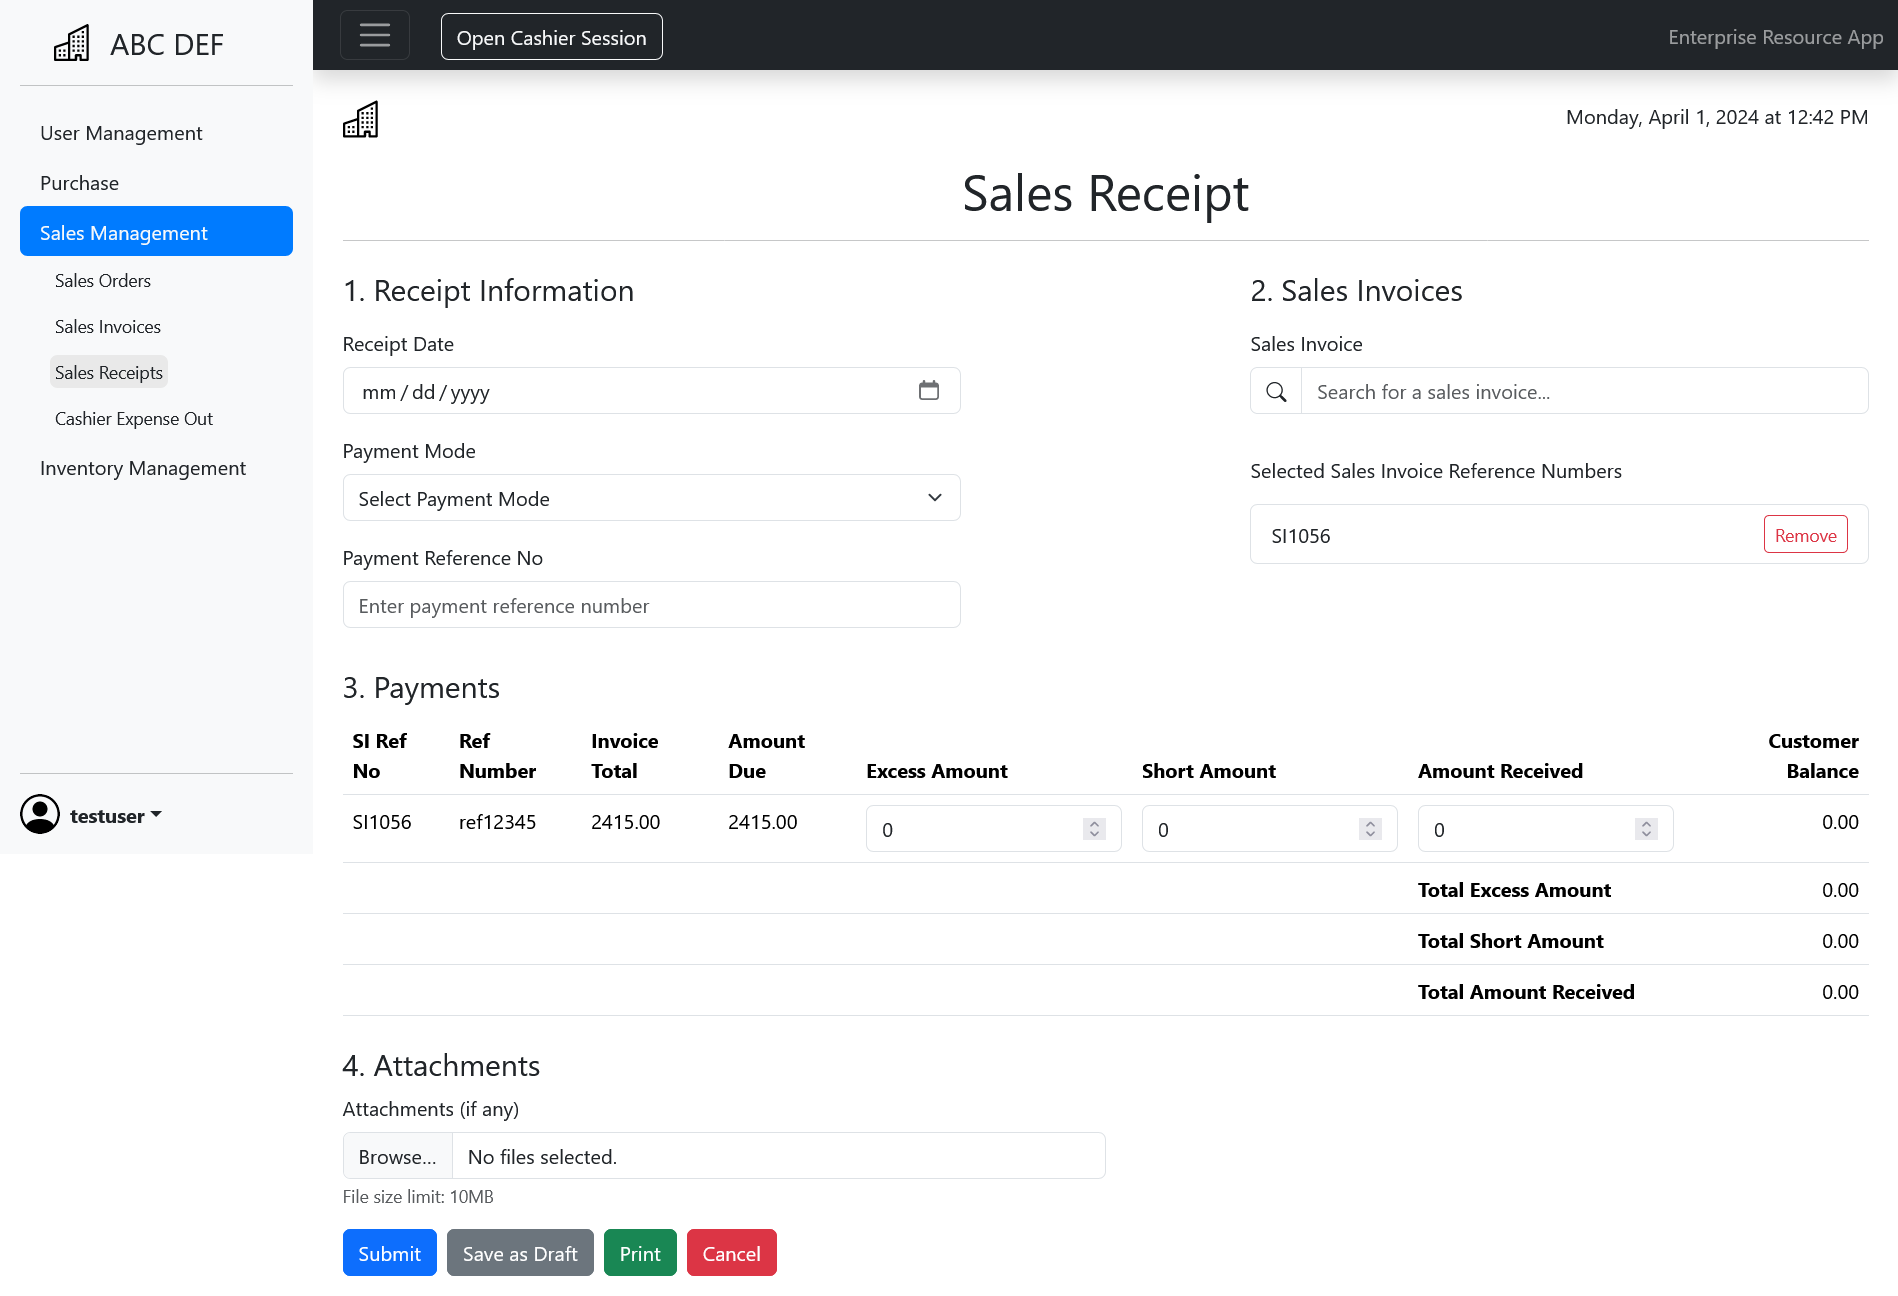 ABC DEF
User Management
Purchase
Sales Management
Sales Orders
Sales Invoices
Sales Receipts
Cashier Expense Out
Inventory Management
testuser
Open Cashier Session
Enterprise Resource App
Monday, April 1, 2024 at 12:42 PM
Sales Receipt
1. Receipt Information
Receipt Date
mm / dd / yyyy
Payment Mode
Select Payment Mode
Payment Reference No
Enter payment reference number
2. Sales Invoices
Sales Invoice
Search for a sales invoice...
Selected Sales Invoice Reference Numbers
SI1056 Remove
3. Payments
SI Ref No Ref Number Invoice Total Amount Due Excess Amount Short Amount Amount Received Customer Balance
SI1056 ref12345 2415.00 2415.00 0 0 0 0.00
Total Excess Amount 0.00
Total Short Amount 0.00
Total Amount Received 0.00
4. Attachments
Attachments (if any)
Browse... No files selected.
File size limit: 10MB
Submit Save as Draft Print Cancel